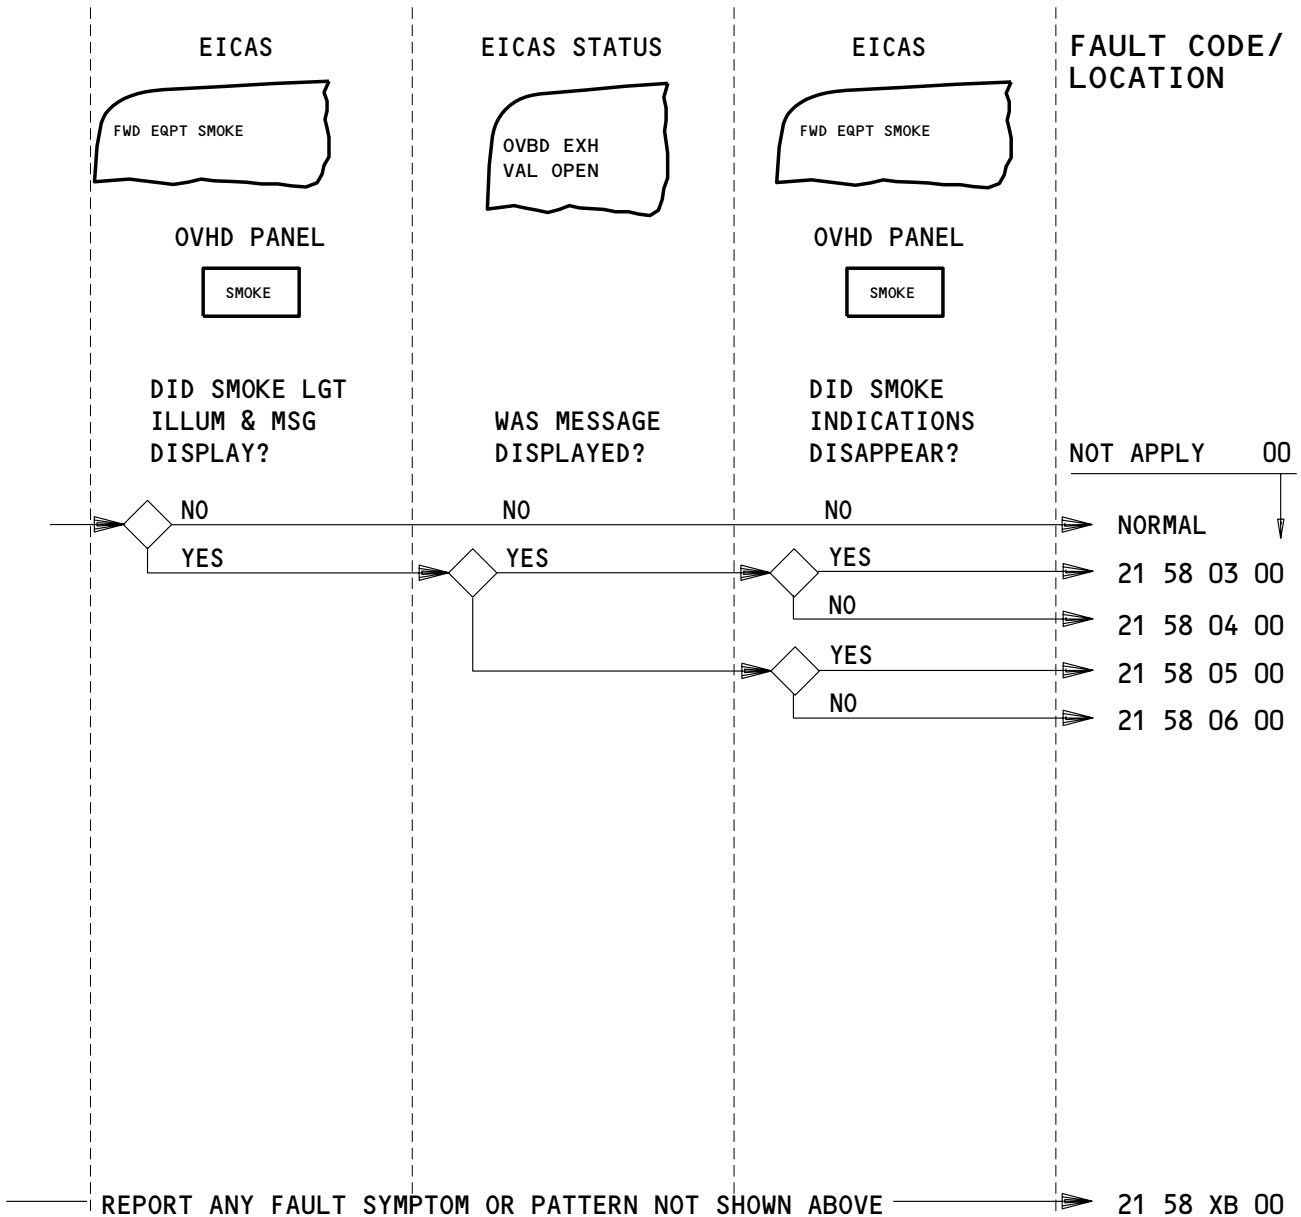 EICAS
EICAS STATUS
EICAS
FAULT CODE/
LOCATION
FWD EQPT SMOKE
OVBD EXH
VAL OPEN
FWD EQPT SMOKE
OVHD PANEL
OVHD PANEL
SMOKE
SMOKE
DID SMOKE LGT
ILLUM & MSG
DISPLAY?
WAS MESSAGE
DISPLAYED?
DID SMOKE
INDICATIONS
DISAPPEAR?
NOT APPLY 00
NO
NO
NO
NORMAL
YES
YES
YES
21 58 03 00
NO
21 58 04 00
YES
21 58 05 00
NO
21 58 06 00
REPORT ANY FAULT SYMPTOM OR PATTERN NOT SHOWN ABOVE
21 58 XB 00